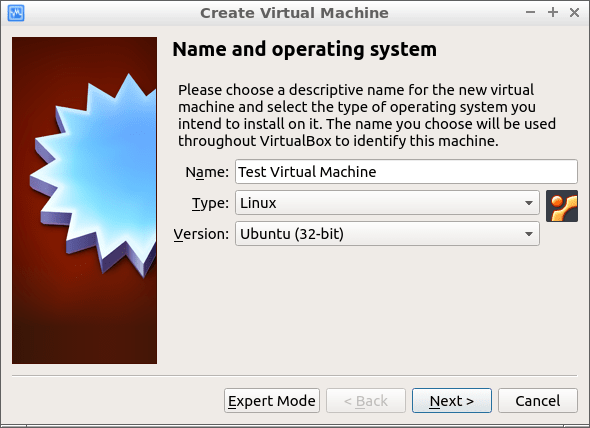 Create Virtual Machine
Name and operating system
Please choose a descriptive name for the new virtual
machine and select the type of operating system you
intend to install on it. The name you choose will be used
throughout VirtualBox to identify this machine.
Name: Test Virtual Machine
Type: Linux
Version: Ubuntu (32-bit)
Expert Mode < Back Next > Cancel